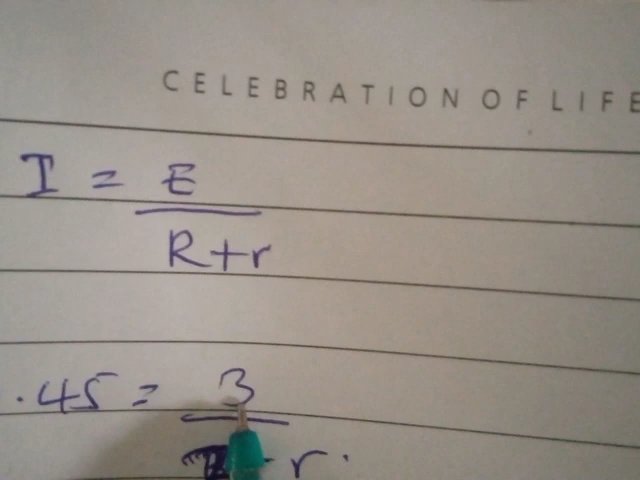 CELEBRATION OF LIFE
I = E
R+r
.45 = 3
r.